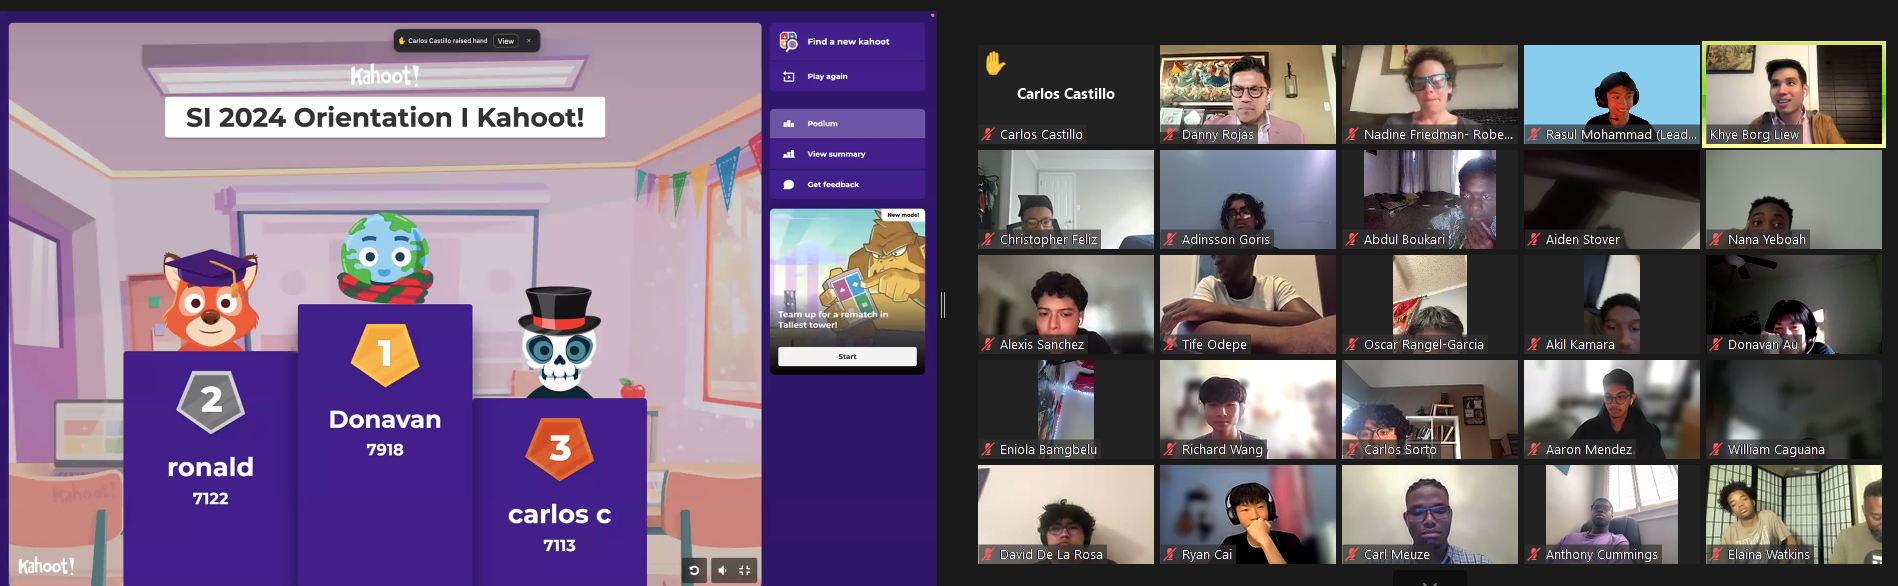 Carlos Castillo raised hand View ×
Kahoot!
SI 2024 Orientation I Kahoot!
1
Donavan
7918
2
ronald
7122
3
carlos c
7113
Kahoot!
Find a new kahoot
Play again
Podium
View summary
Get feedback
New mode!
Team up for a rematch in
Tallest tower!
Start
Carlos Castillo
Carlos Castillo
Danny Rojas
Nadine Friedman- Robe...
Rasul Mohammad (Lead...
Khye Borg Liew
Christopher Feliz
Adinsson Goris
Abdul Boukari
Aiden Stover
Nana Yeboah
Alexis Sanchez
Tife Odepe
Oscar Rangel-Garcia
Akil Kamara
Donavan Au
Eniola Bamgbelu
Richard Wang
Carlos Sorto
Aaron Mendez
William Caguana
David De La Rosa
Ryan Cai
Carl Meuze
Anthony Cummings
Elaina Watkins